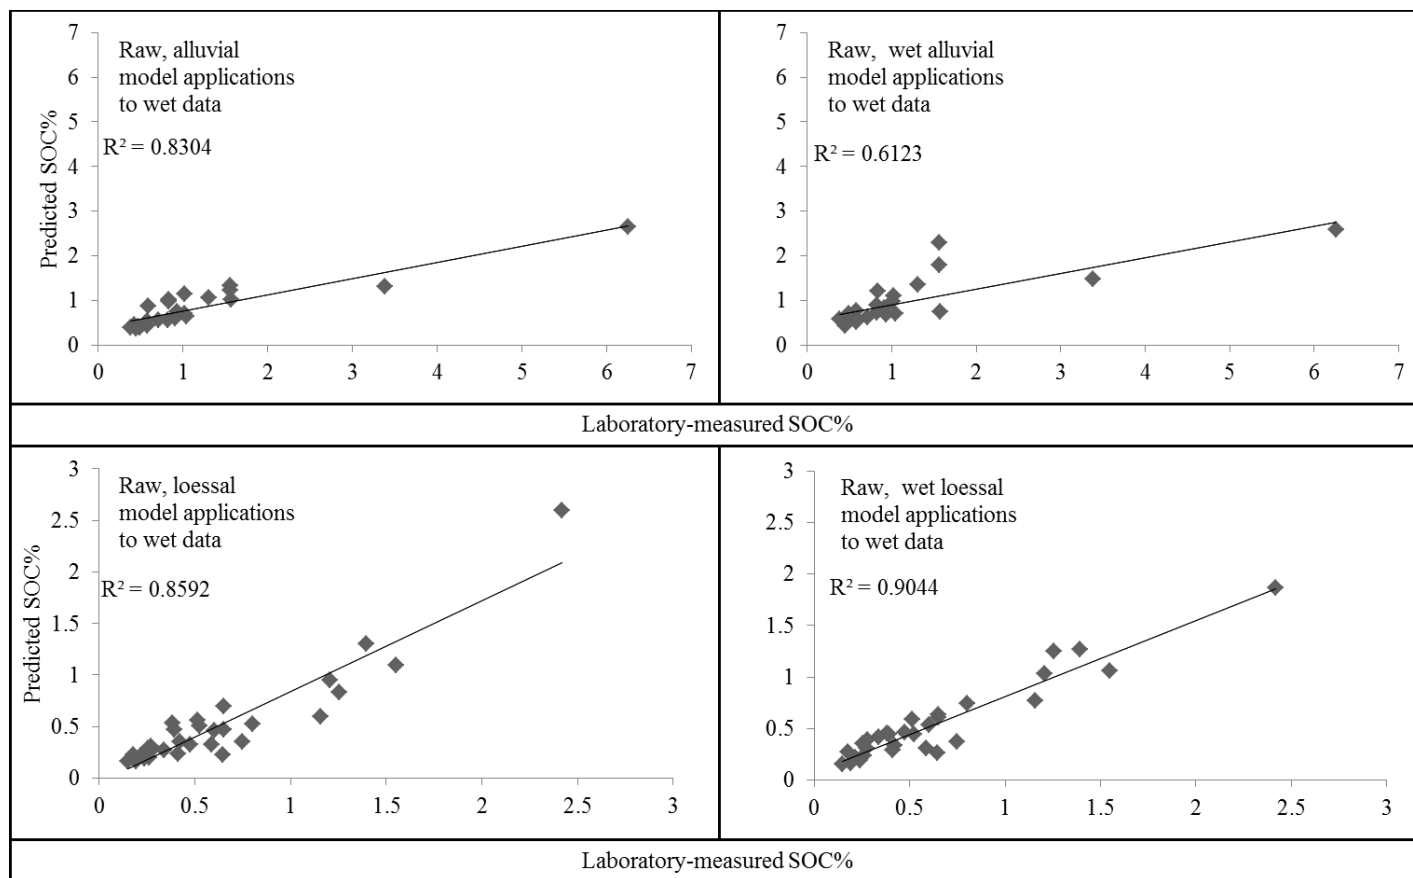 Raw, alluvial
model applications
to wet data
R² = 0.8304
Predicted SOC%
7
6
5
4
3
2
1
0
0 1 2 3 4 5 6 7
Raw, wet alluvial
model applications
to wet data
R² = 0.6123
7
6
5
4
3
2
1
0
0 1 2 3 4 5 6 7
Laboratory-measured SOC%
Raw, loessal
model applications
to wet data
R² = 0.8592
Predicted SOC%
3
2.5
2
1.5
1
0.5
0
0 0.5 1 1.5 2 2.5 3
Raw, wet loessal
model applications
to wet data
R² = 0.9044
3
2.5
2
1.5
1
0.5
0
0 0.5 1 1.5 2 2.5 3
Laboratory-measured SOC%